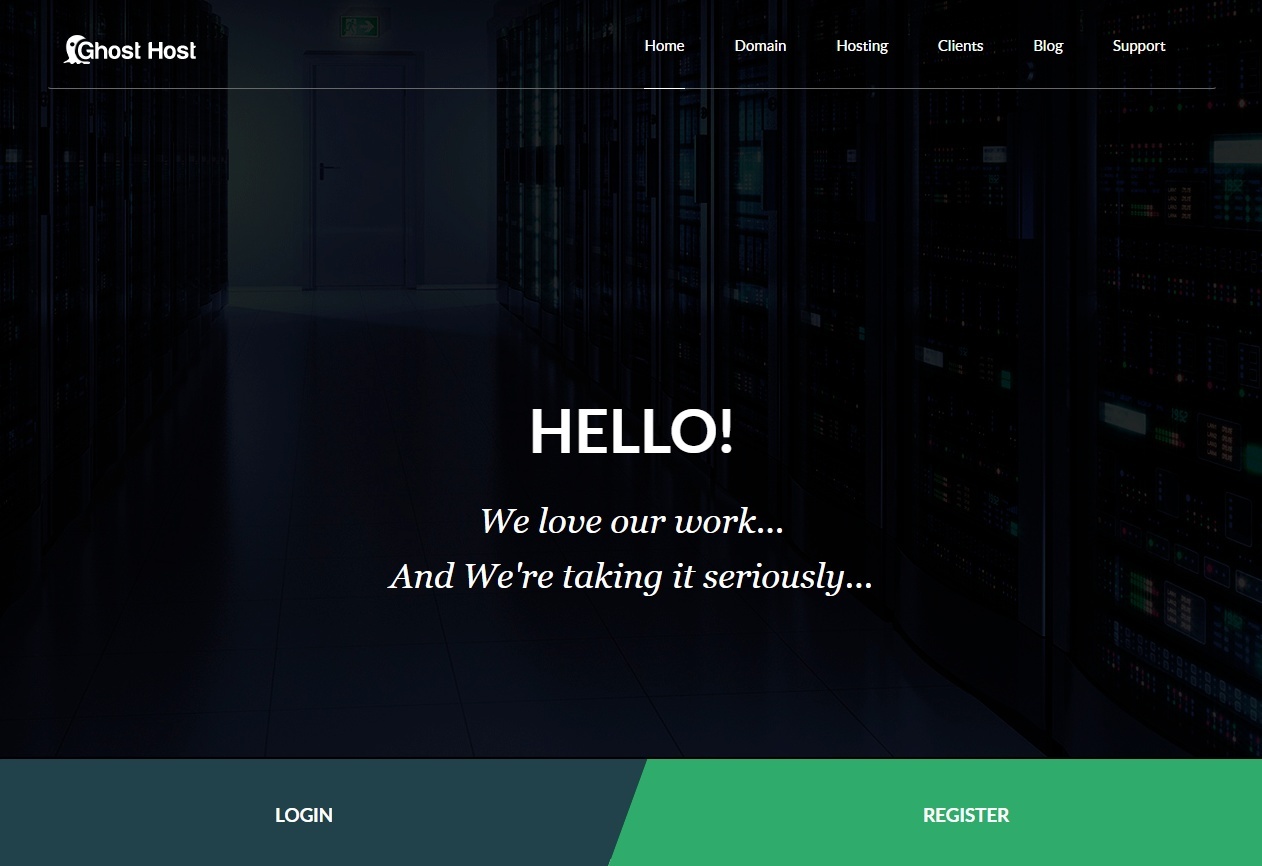 Ghost Host
Home
Domain
Hosting
Clients
Blog
Support
HELLO!
We love our work...
And We're taking it seriously...
LOGIN
REGISTER